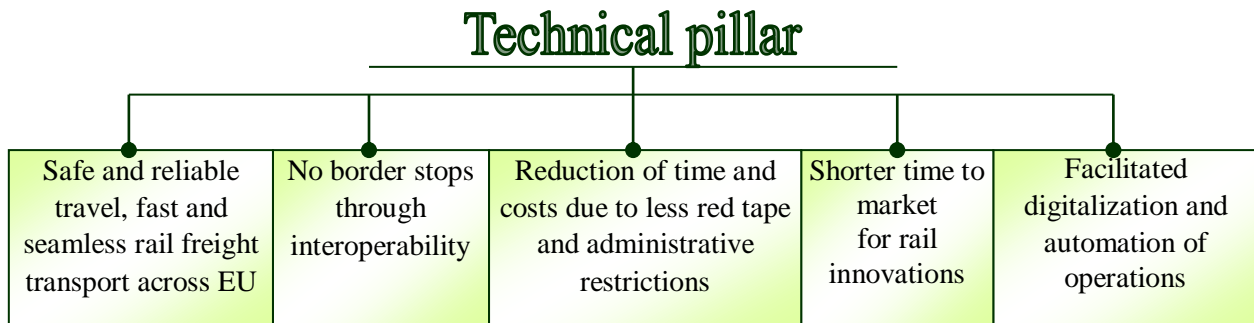 Technical pillar
Safe and reliable
travel, fast and
seamless rail freight
transport across EU
No border stops
through
interoperability
Reduction of time and
costs due to less red tape
and administrative
restrictions
Shorter time to
market
for rail
innovations
Facilitated
digitalization and
automation of
operations